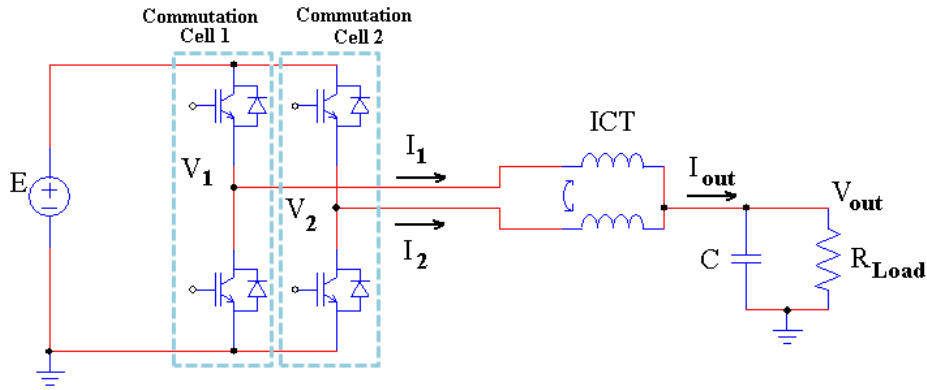 Commutation
Cell 1
Commutation
Cell 2
ICT
I1
Iout
V1
E
Vout
V2
I2
C
RLoad